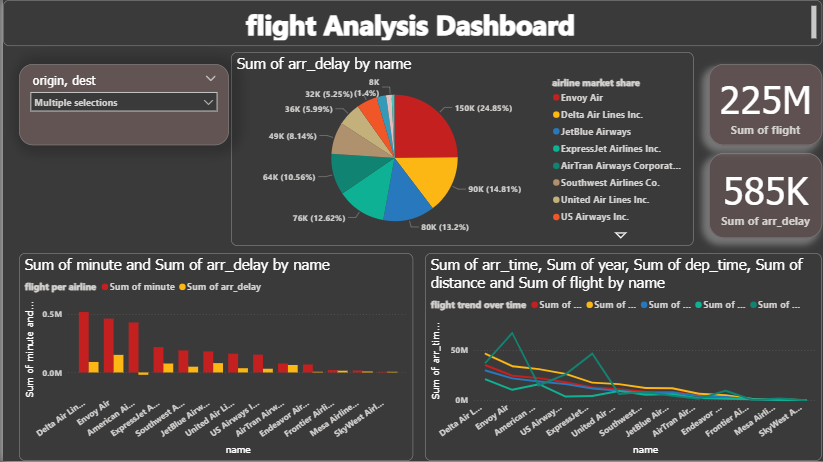 flight Analysis Dashboard
origin, dest
Multiple selections
Sum of arr_delay by name
8K
(1.4%)
32K (5.25%)
36K (5.99%)
49K (8.14%)
64K (10.56%)
76K (12.62%)
80K (13.2%)
90K (14.81%)
150K (24.85%)
airline market share
Envoy Air
Delta Air Lines Inc.
JetBlue Airways
ExpressJet Airlines Inc.
AirTran Airways Corporat...
Southwest Airlines Co.
United Air Lines Inc.
US Airways Inc.
225M
Sum of flight
585K
Sum of arr_delay
Sum of minute and Sum of arr_delay by name
flight per airline Sum of minute Sum of arr_delay
Sum of minute and...
0.5M
0.0M
Delta Air Lin...
Envoy Air
American Ai...
ExpressJet A...
Southwest A...
JetBlue Airw...
United Air Li...
US Airways I...
AirTran Airw...
Endeavor Air...
Frontier Airli...
Mesa Airline...
SkyWest Airl...
name
Sum of arr_time, Sum of year, Sum of dep_time, Sum of
distance and Sum of flight by name
flight trend over time Sum of ... Sum of ... Sum of ... Sum of ... Sum of ...
Sum of arr_tim...
50M
0M
Delta Air L...
Envoy Air
American ...
US Airway...
ExpressJet...
United Air ...
Southwest...
JetBlue Air...
AirTran Air...
Endeavor ...
Frontier Ai...
Mesa Airli...
SkyWest A...
name